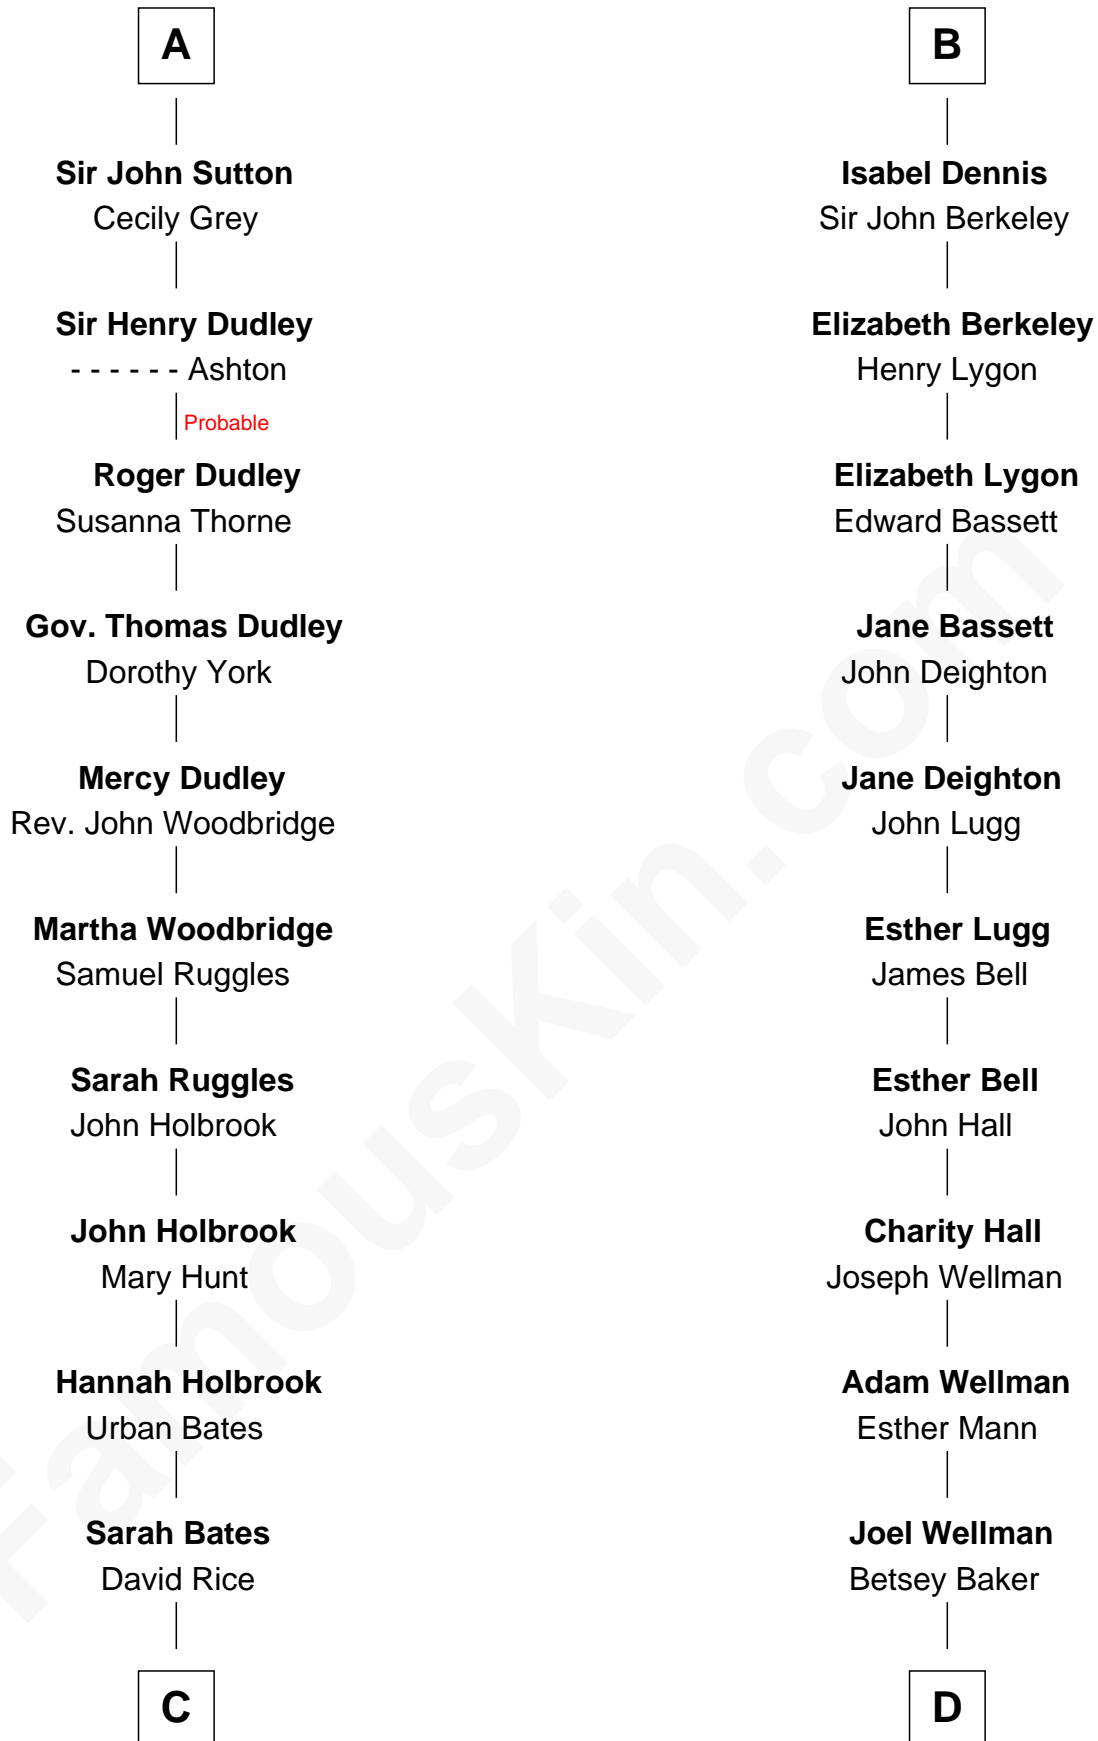 A
Sir John Sutton
Cecily Grey
Sir Henry Dudley
- - - - - - Ashton
Probable
Roger Dudley
Susanna Thorne
Gov. Thomas Dudley
Dorothy York
Mercy Dudley
Rev. John Woodbridge
Martha Woodbridge
Samuel Ruggles
Sarah Ruggles
John Holbrook
John Holbrook
Mary Hunt
Hannah Holbrook
Urban Bates
Sarah Bates
David Rice
C
B
Isabel Dennis
Sir John Berkeley
Elizabeth Berkeley
Henry Lygon
Elizabeth Lygon
Edward Bassett
Jane Bassett
John Deighton
Jane Deighton
John Lugg
Esther Lugg
James Bell
Esther Bell
John Hall
Charity Hall
Joseph Wellman
Adam Wellman
Esther Mann
Joel Wellman
Betsey Baker
D
FamousKin.com